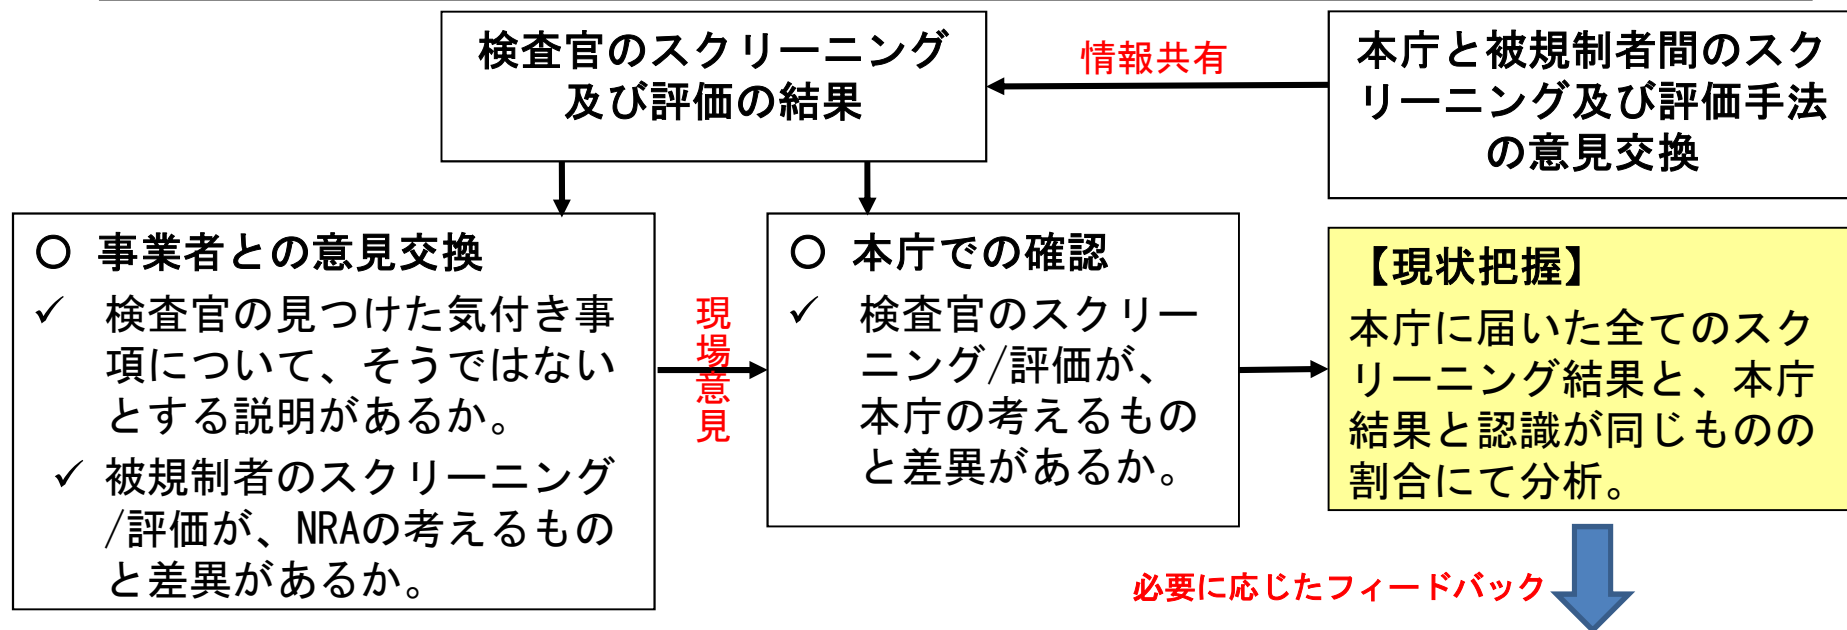 検査官のスクリーニング
及び評価の結果
情報共有
本庁と被規制者間のスク
リーニング及び評価手法
の意見交換
〇 事業者との意見交換
✓ 検査官の見つけた気付き事
項について、そうではない
とする説明があるか。
✓ 被規制者のスクリーニング
/評価が、NRAの考えるもの
と差異があるか。
現場意見
〇 本庁での確認
✓ 検査官のスクリー
ニング/評価が、
本庁の考えるもの
と差異があるか。
【現状把握】
本庁に届いた全てのスク
リーニング結果と、本庁
結果と認識が同じものの
割合にて分析。
必要に応じたフィードバック